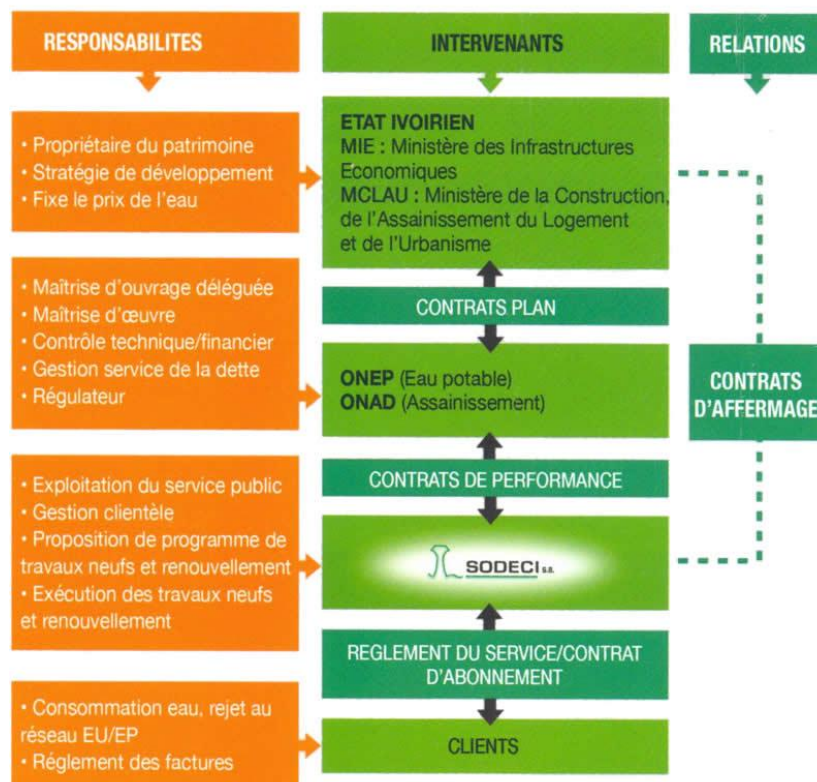 RESPONSABILITES
INTERVENANTS
RELATIONS
• Propriétaire du patrimoine
• Stratégie de développement
• Fixe le prix de l'eau
ETAT IVOIRIEN
MIE : Ministère des Infrastructures
Economiques
MCLAU : Ministère de la Construction,
de l'Assainissement du Logement
et de l'Urbanisme
CONTRATS PLAN
• Maîtrise d'ouvrage déléguée
• Maîtrise d'œuvre
• Contrôle technique/financier
• Gestion service de la dette
• Régulateur
ONEP (Eau potable)
ONAD (Assainissement)
CONTRATS
D'AFFERMAGE
CONTRATS DE PERFORMANCE
• Exploitation du service public
• Gestion clientèle
• Proposition de programme de
travaux neufs et renouvellement
• Exécution des travaux neufs
et renouvellement
SODECI s.a.
REGLEMENT DU SERVICE/CONTRAT
D'ABONNEMENT
• Consommation eau, rejet au
réseau EU/EP
• Réglement des factures
CLIENTS